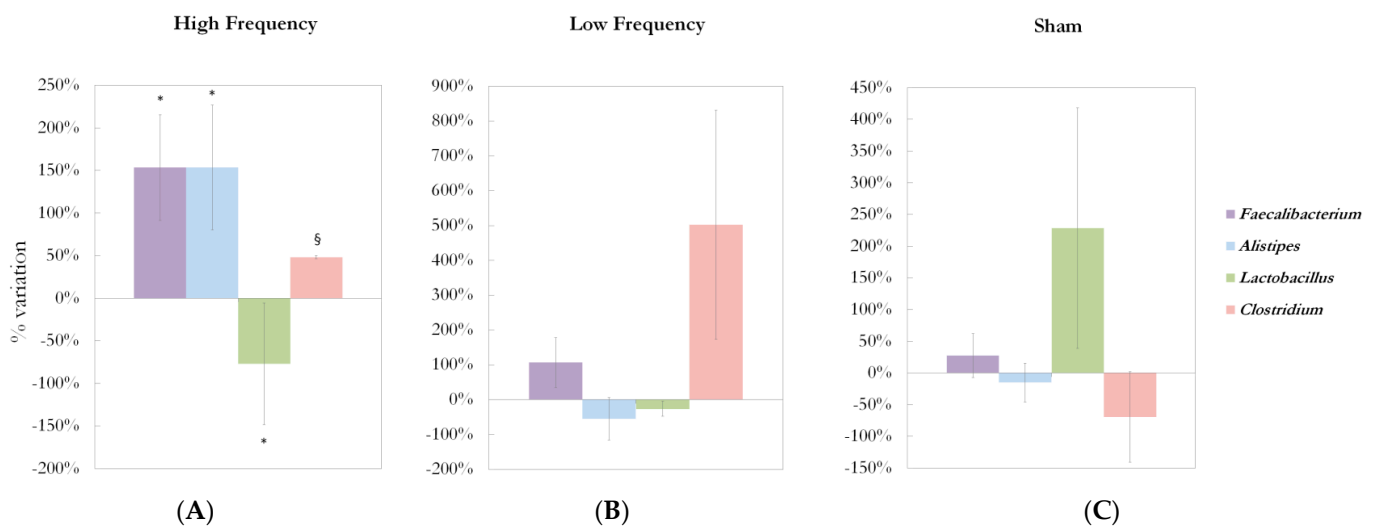 High Frequency
Low Frequency
Sham
% variation
250%
200%
150%
100%
50%
0%
-50%
-100%
-150%
-200%
* * * §
900%
800%
700%
600%
500%
400%
300%
200%
100%
0%
-100%
-200%
450%
400%
350%
300%
250%
200%
150%
100%
50%
0%
-50%
-100%
-150%
Faecalibacterium
Alistipes
Lactobacillus
Clostridium
(A)
(B)
(C)